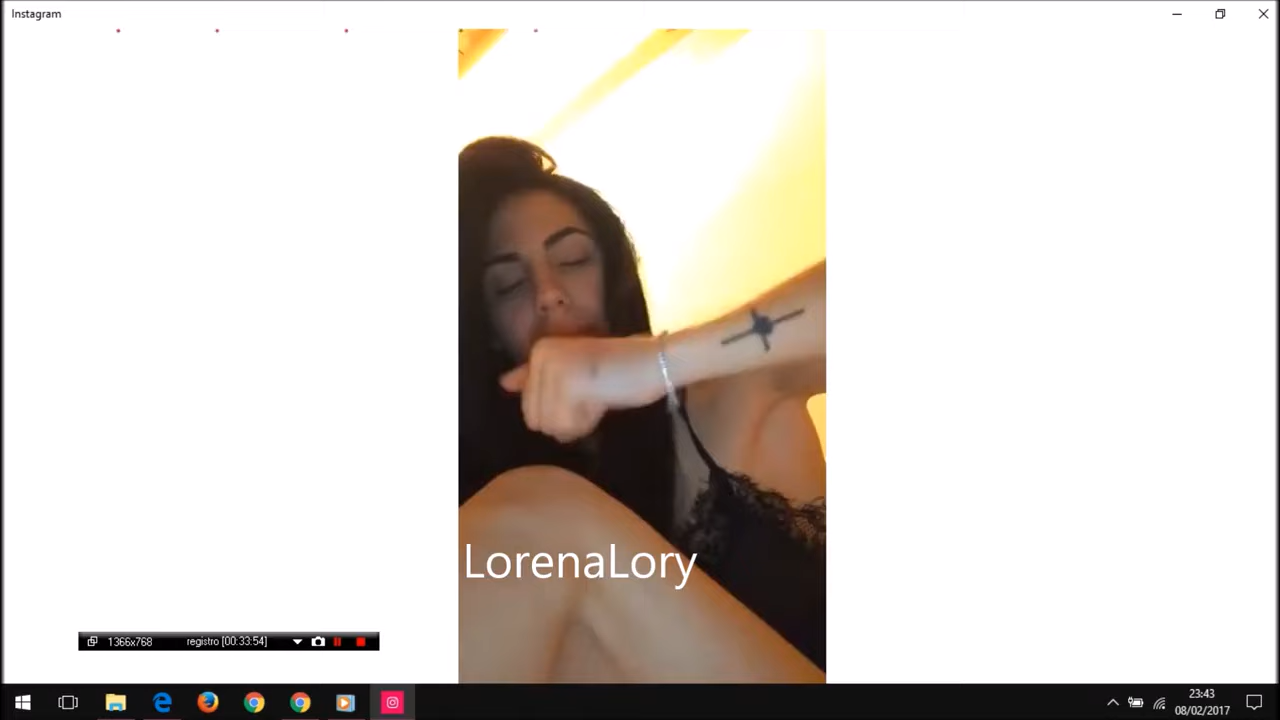 Instagram
LorenaLory
1366x768
registro [00:33:54]
23:43
08/02/2017